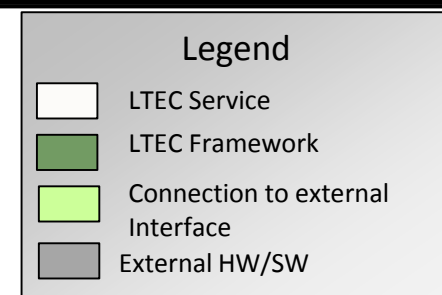 Legend
LTEC Service
LTEC Framework
Connection to external
Interface
External HW/SW